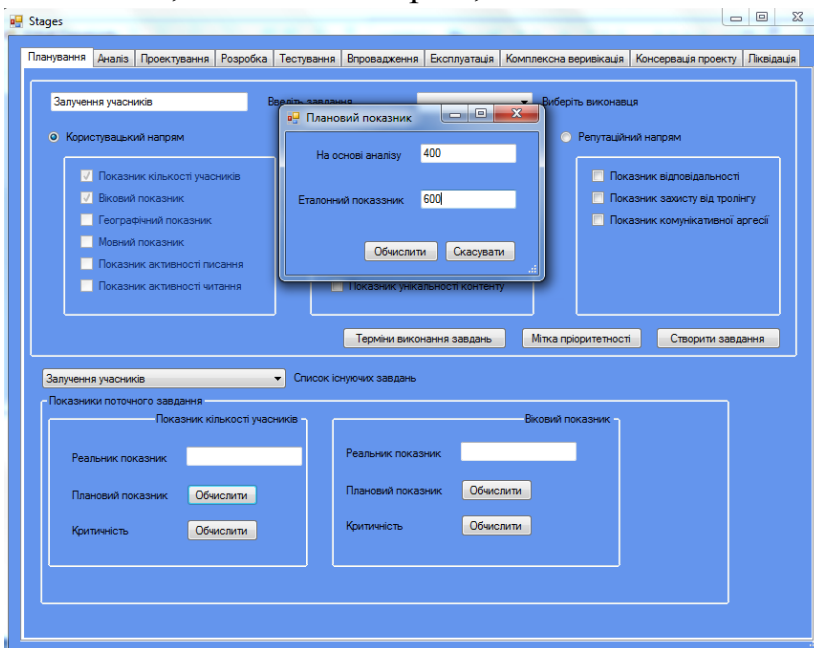 Stages
Планування Аналіз Проектування Розробка Тестування Впровадження Експлуатація Комплексна веривікація Консервація проекту Ліквідація
Залучення учасників Введіть завдання Виберіть виконавця
Користувацький напрям Репутаційний напрям
Показник кількості учасників
Віковий показник
Географічний показник
Мовний показник
Показник активності писання
Показник активності читання
Показник унікальності контенту
Показник відповідальності
Показник захисту від тролінгу
Показник комунікативної аргесії
Плановий показник
На основі аналізу 400
Еталонний покаозник 600
Обчислити Скасувати
Терміни виконання завдань Мітка пріоритетності Створити завдання
Залучення учасників Список існуючих завдань
Показники поточного завдання
Показник кількості учасників
Реальник показник
Плановий показник Обчислити
Критичність Обчислити
Віковий показник
Реальник показник
Плановий показник Обчислити
Критичність Обчислити